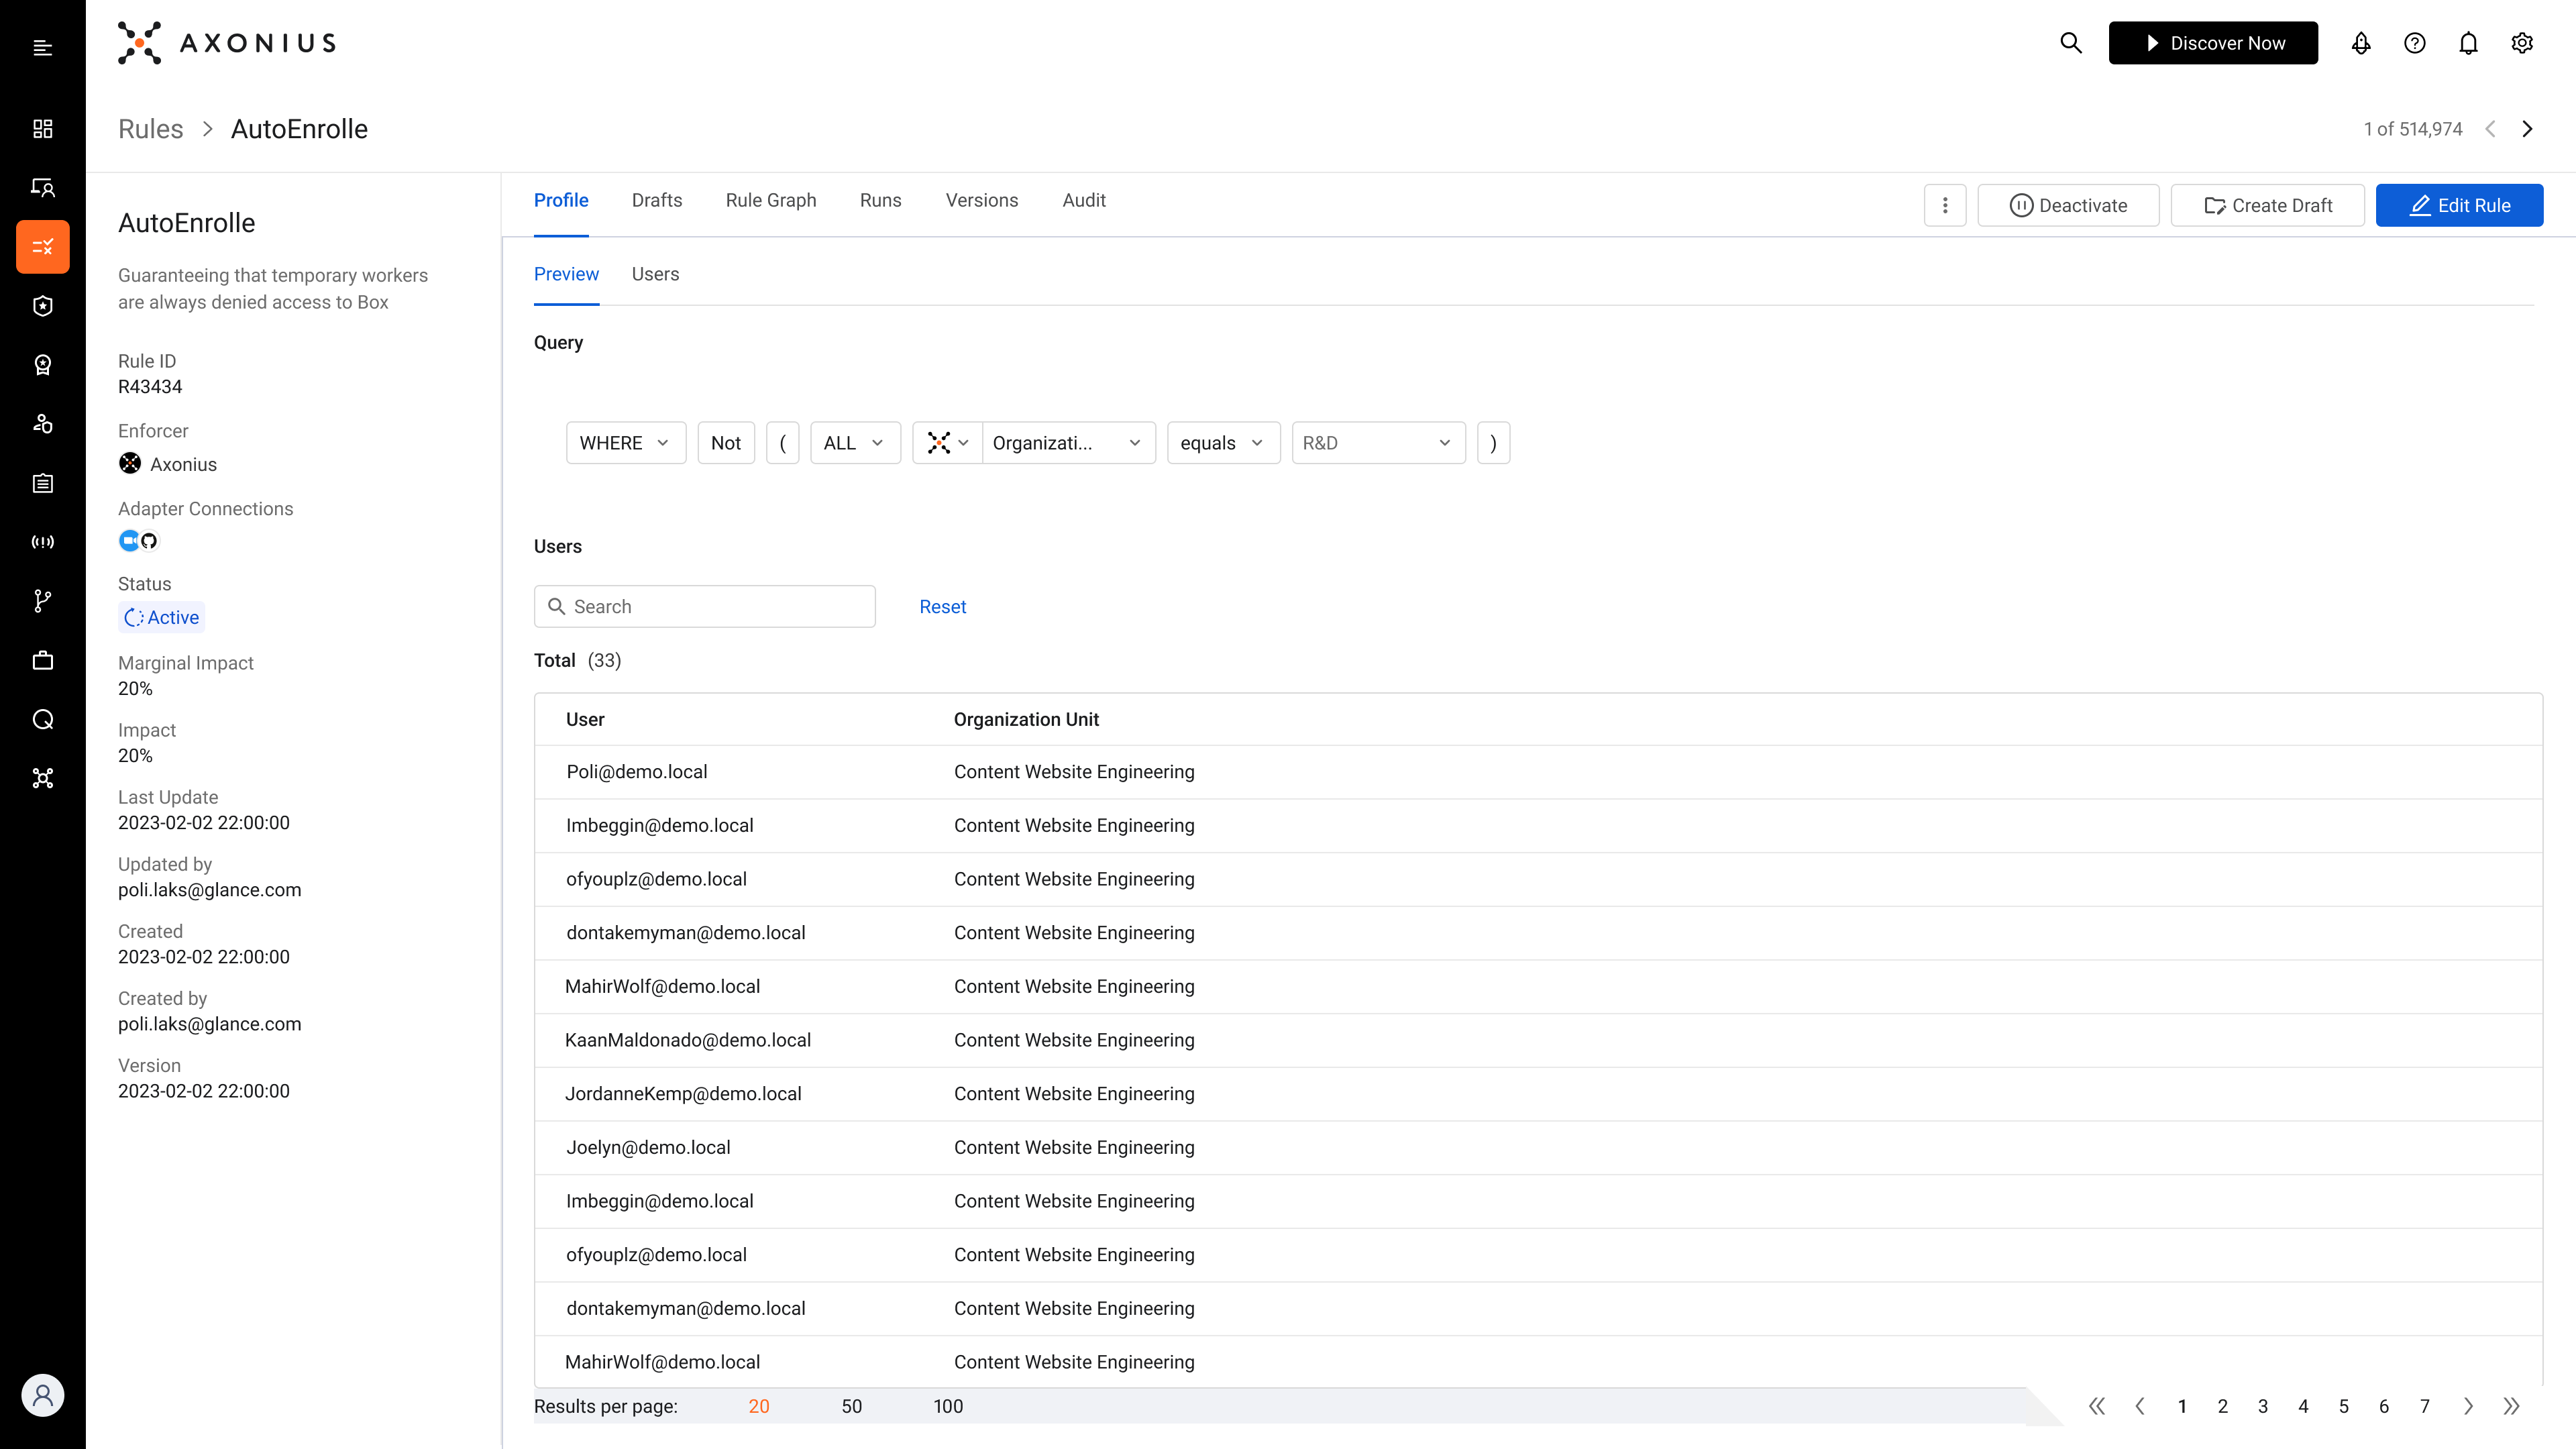 AXONIUS
Discover Now
Rules > AutoEnrolle
1 of 514,974
AutoEnrolle
Guaranteeing that temporary workers
are always denied access to Box
Rule ID
R43434
Enforcer
Axonius
Adapter Connections
Status
Active
Marginal Impact
20%
Impact
20%
Last Update
2023-02-02 22:00:00
Updated by
poli.laks@glance.com
Created
2023-02-02 22:00:00
Created by
poli.laks@glance.com
Version
2023-02-02 22:00:00
Profile Drafts Rule Graph Runs Versions Audit
Deactivate Create Draft Edit Rule
Preview Users
Query
WHERE Not ( ALL Organizati... equals R&D )
Users
Search Reset
Total (33)
User Organization Unit
Poli@demo.local Content Website Engineering
Imbeggin@demo.local Content Website Engineering
ofyouplz@demo.local Content Website Engineering
dontakemyman@demo.local Content Website Engineering
MahirWolf@demo.local Content Website Engineering
KaanMaldonado@demo.local Content Website Engineering
JordanneKemp@demo.local Content Website Engineering
Joelyn@demo.local Content Website Engineering
Imbeggin@demo.local Content Website Engineering
ofyouplz@demo.local Content Website Engineering
dontakemyman@demo.local Content Website Engineering
MahirWolf@demo.local Content Website Engineering
Results per page: 20 50 100
1 2 3 4 5 6 7